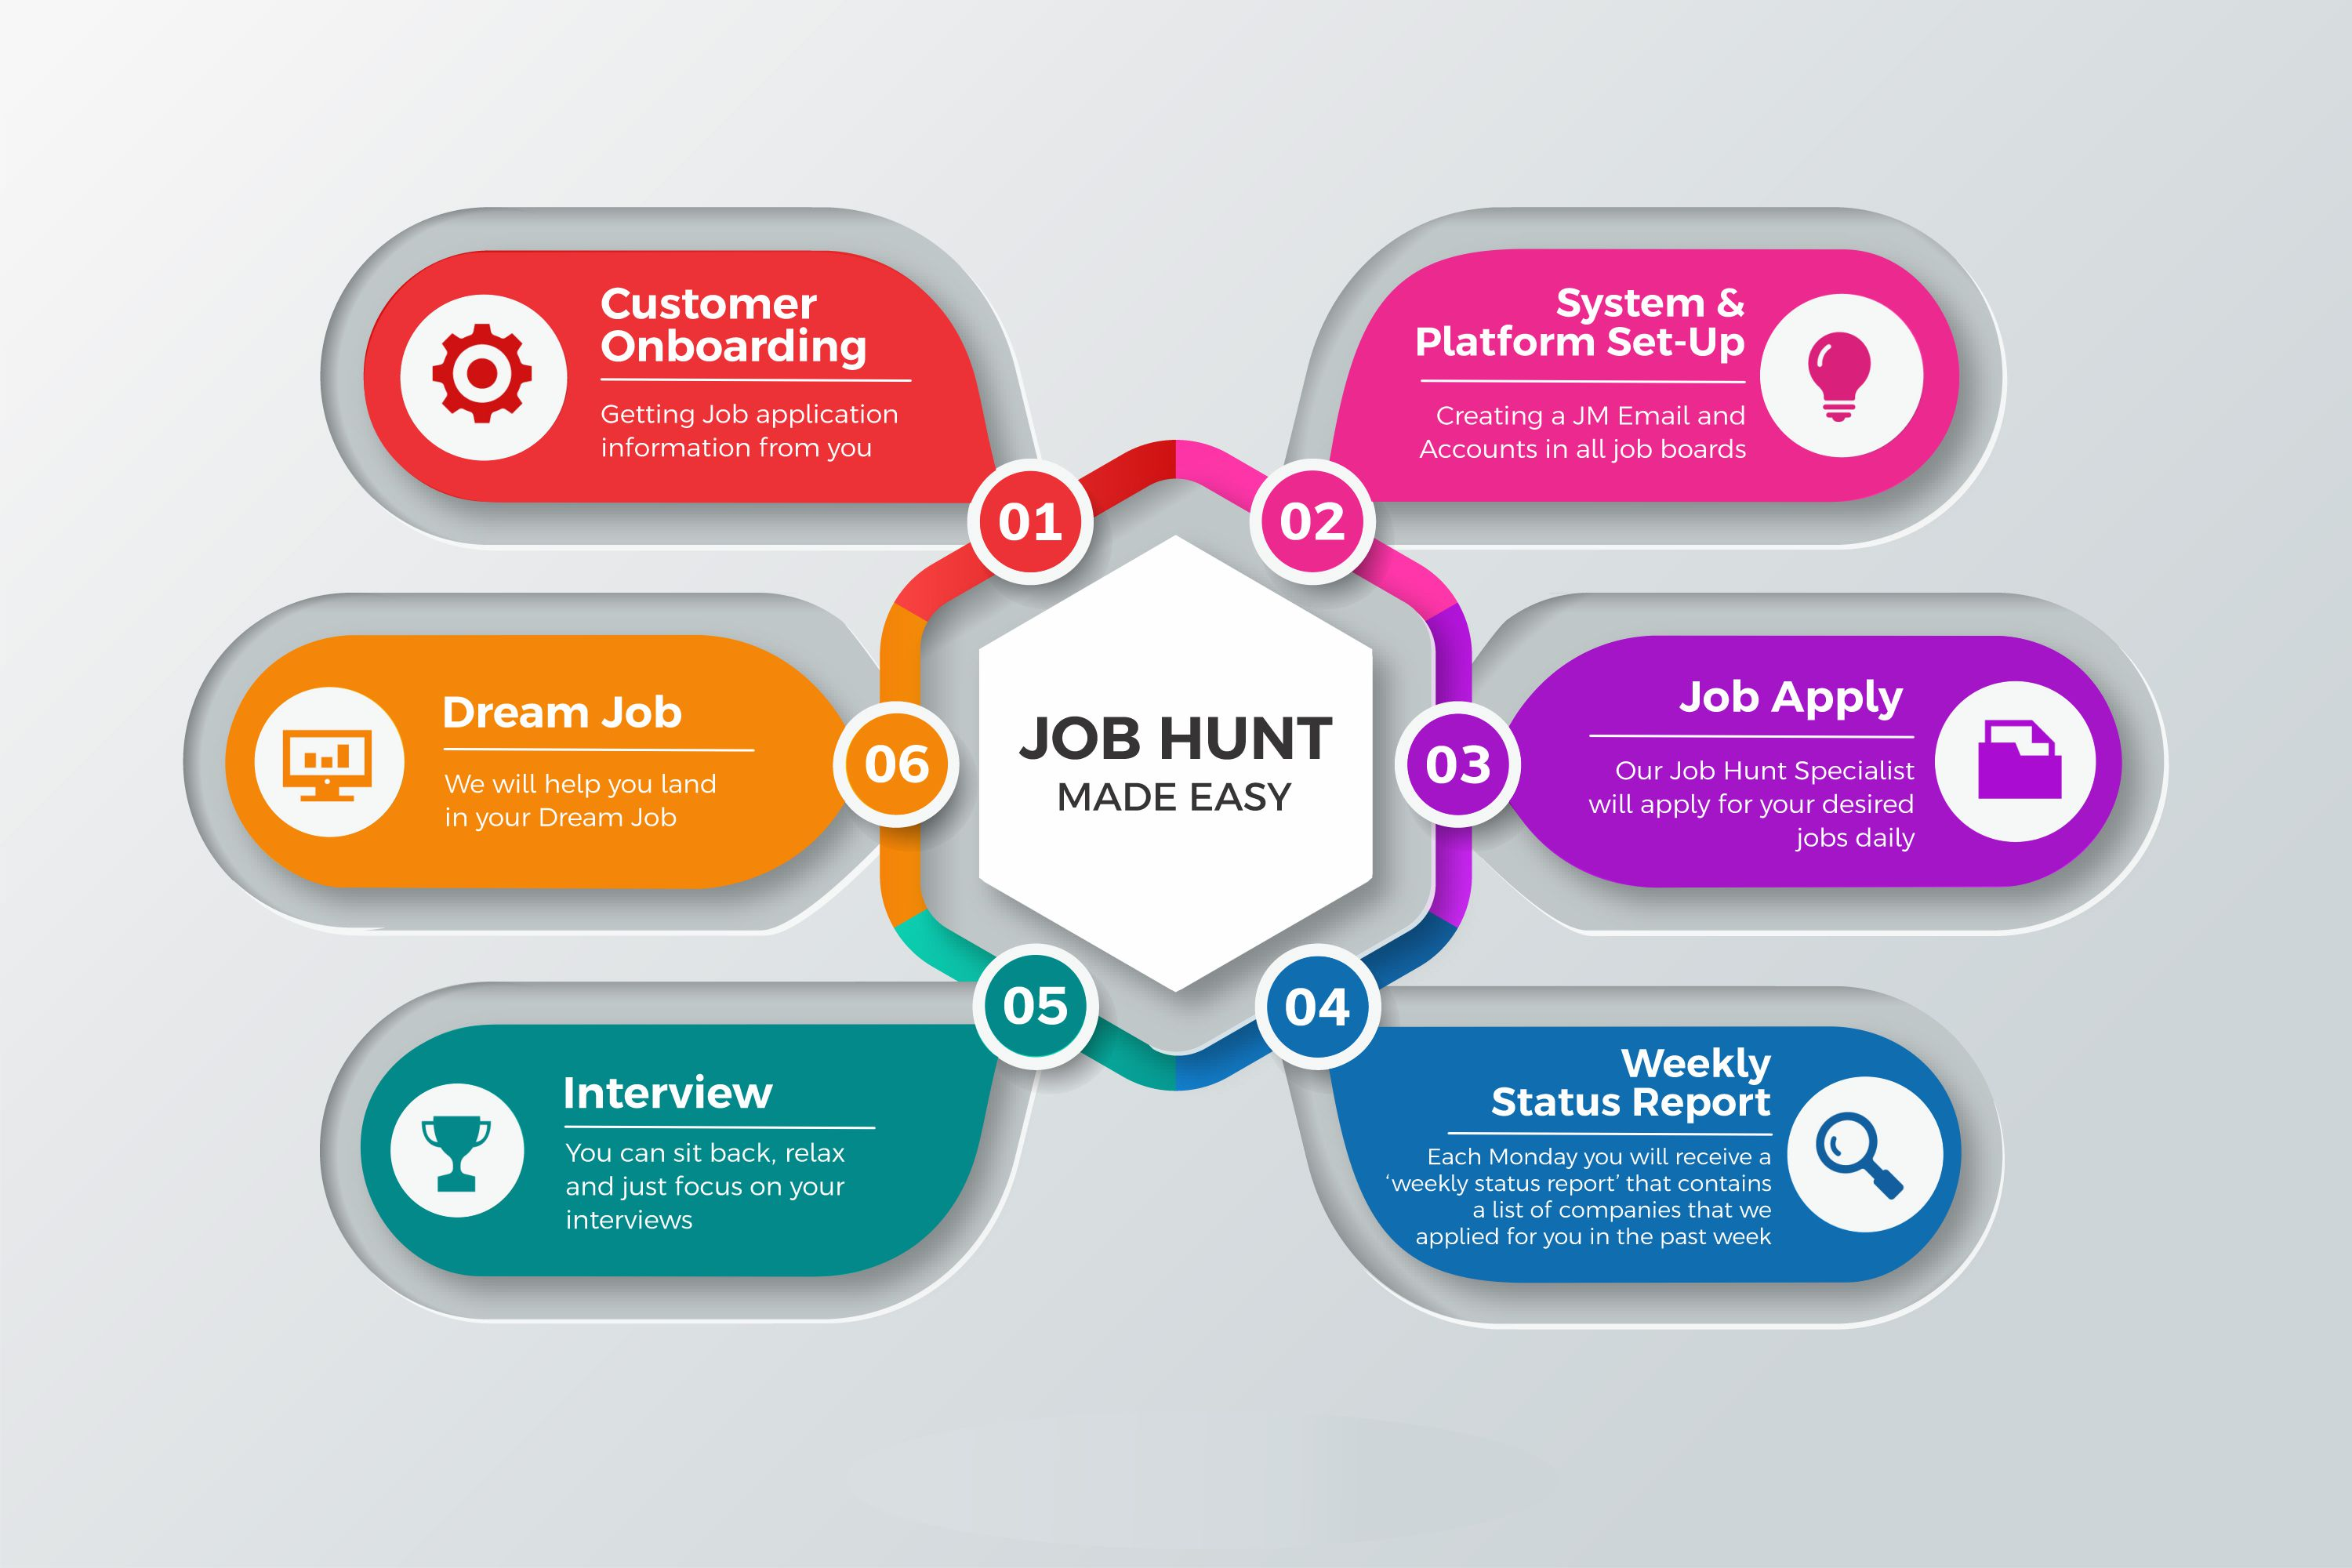 JOB HUNT
MADE EASY
01
Customer
Onboarding
Getting Job application
information from you
02
System &
Platform Set-Up
Creating a JM Email and
Accounts in all job boards
03
Job Apply
Our Job Hunt Specialist
will apply for your desired
jobs daily
04
Weekly
Status Report
Each Monday you will receive a
‘weekly status report’ that contains
a list of companies that we
applied for you in the past week
05
Interview
You can sit back, relax
and just focus on your
interviews
06
Dream Job
We will help you land
in your Dream Job